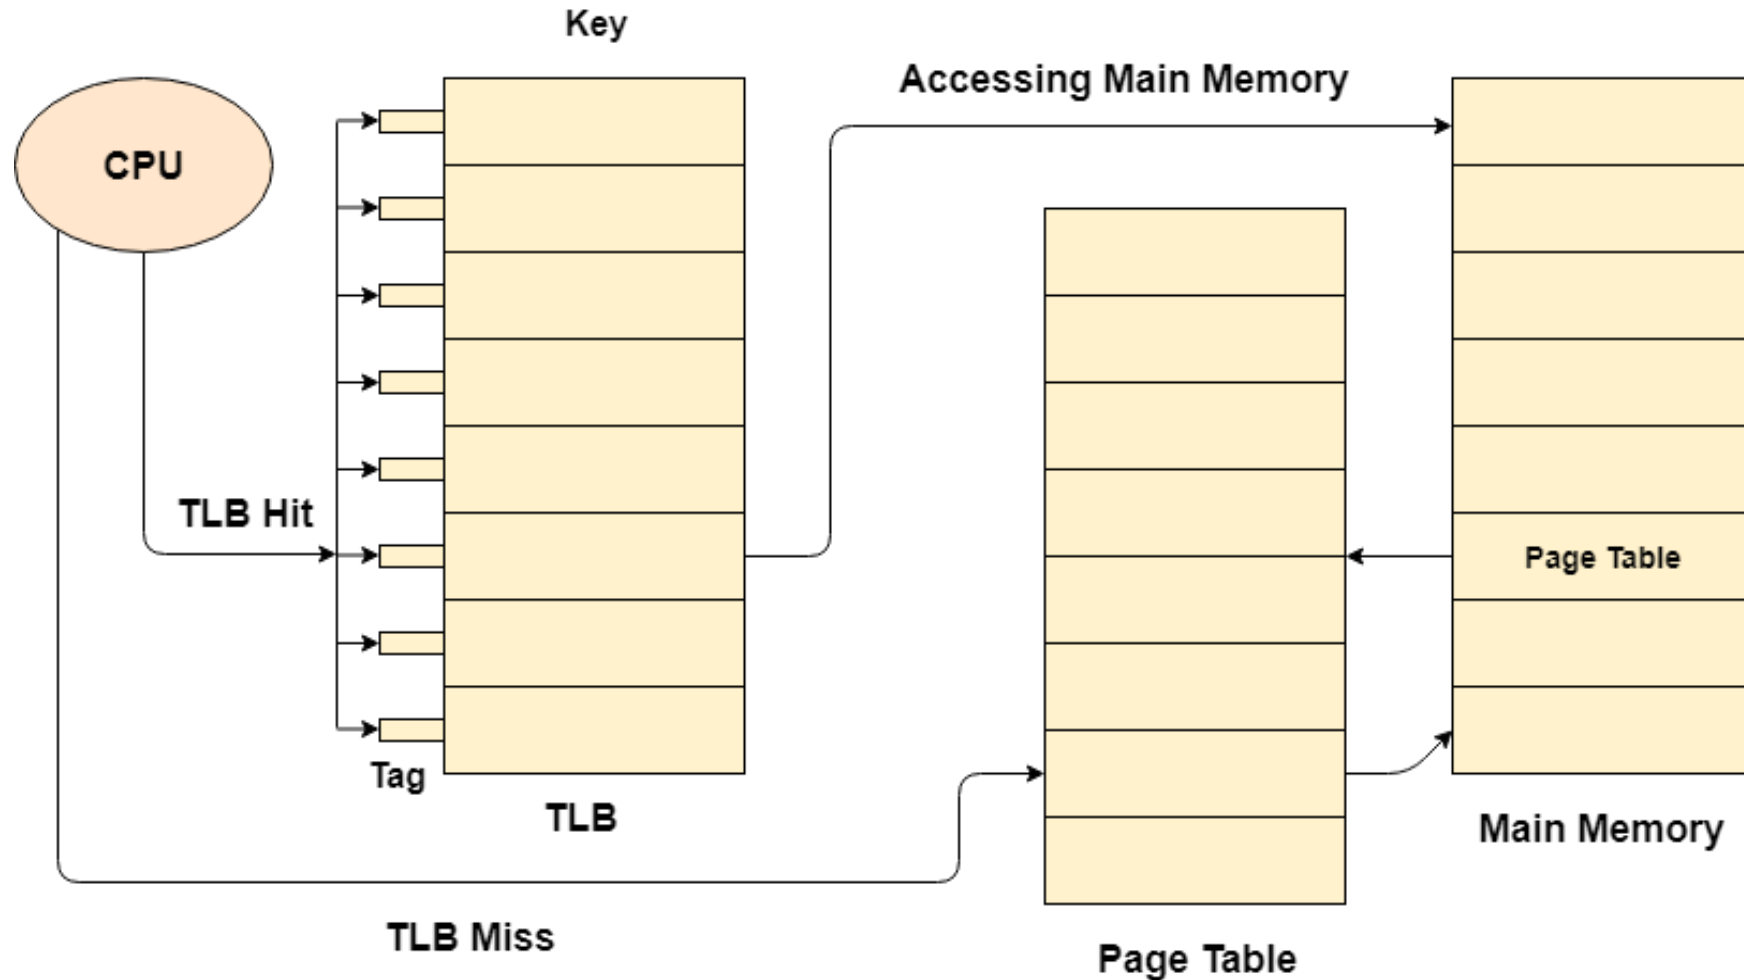 Key
Accessing Main Memory
CPU
TLB Hit
Page Table
Tag
TLB
Main Memory
TLB Miss
Page Table